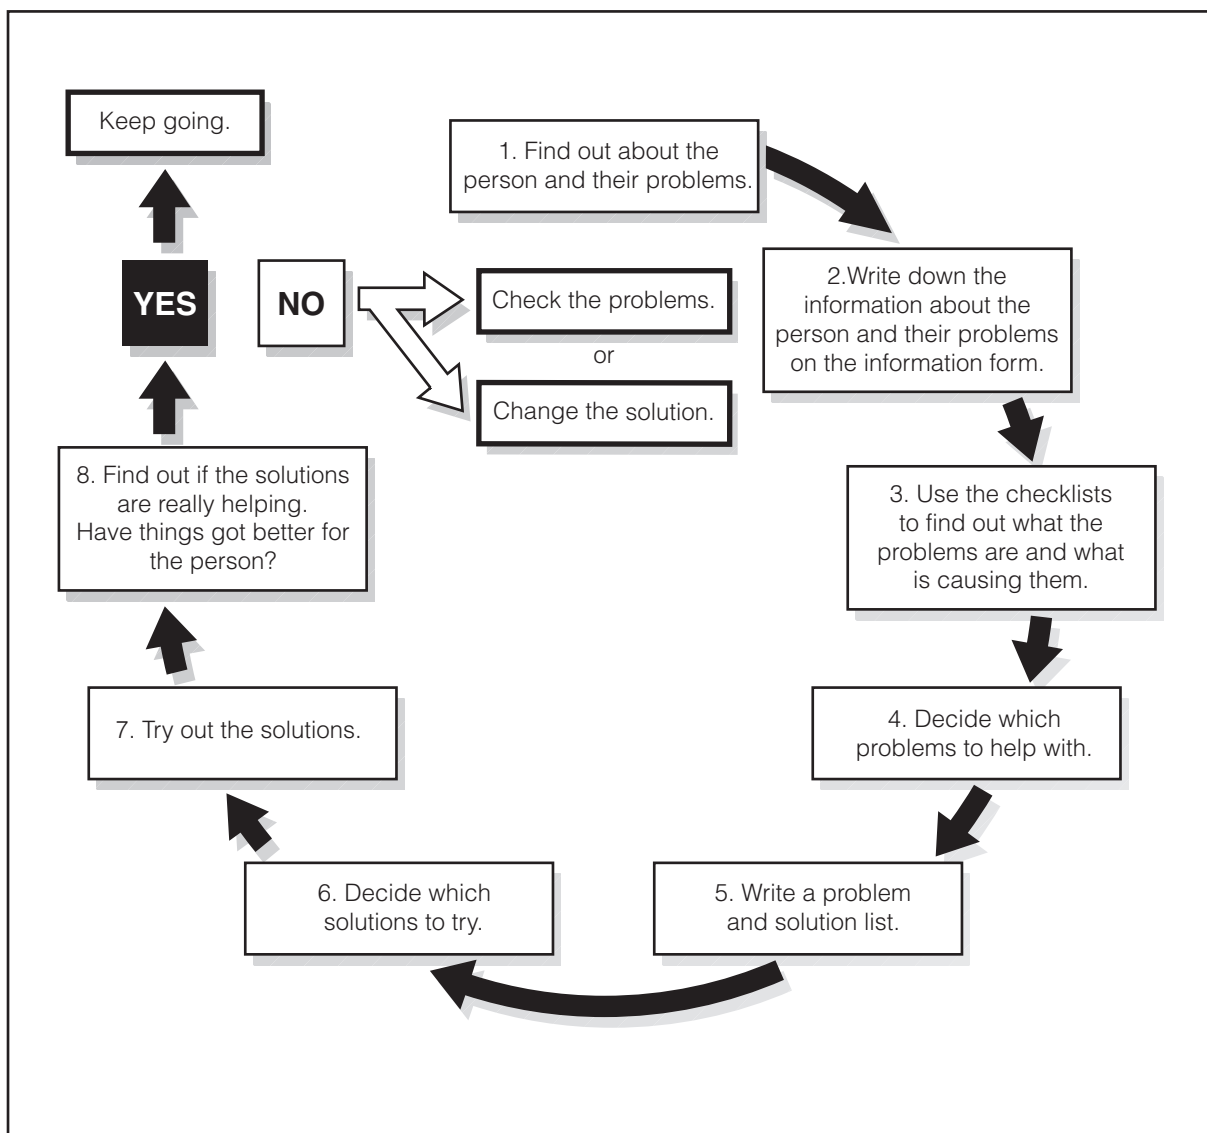 Keep going.
1. Find out about the
person and their problems.
YES
NO
Check the problems.
or
Change the solution.
2.Write down the
information about the
person and their problems
on the information form.
3. Use the checklists
to find out what the
problems are and what
is causing them.
4. Decide which
problems to help with.
5. Write a problem
and solution list.
6. Decide which
solutions to try.
7. Try out the solutions.
8. Find out if the solutions
are really helping.
Have things got better for
the person?